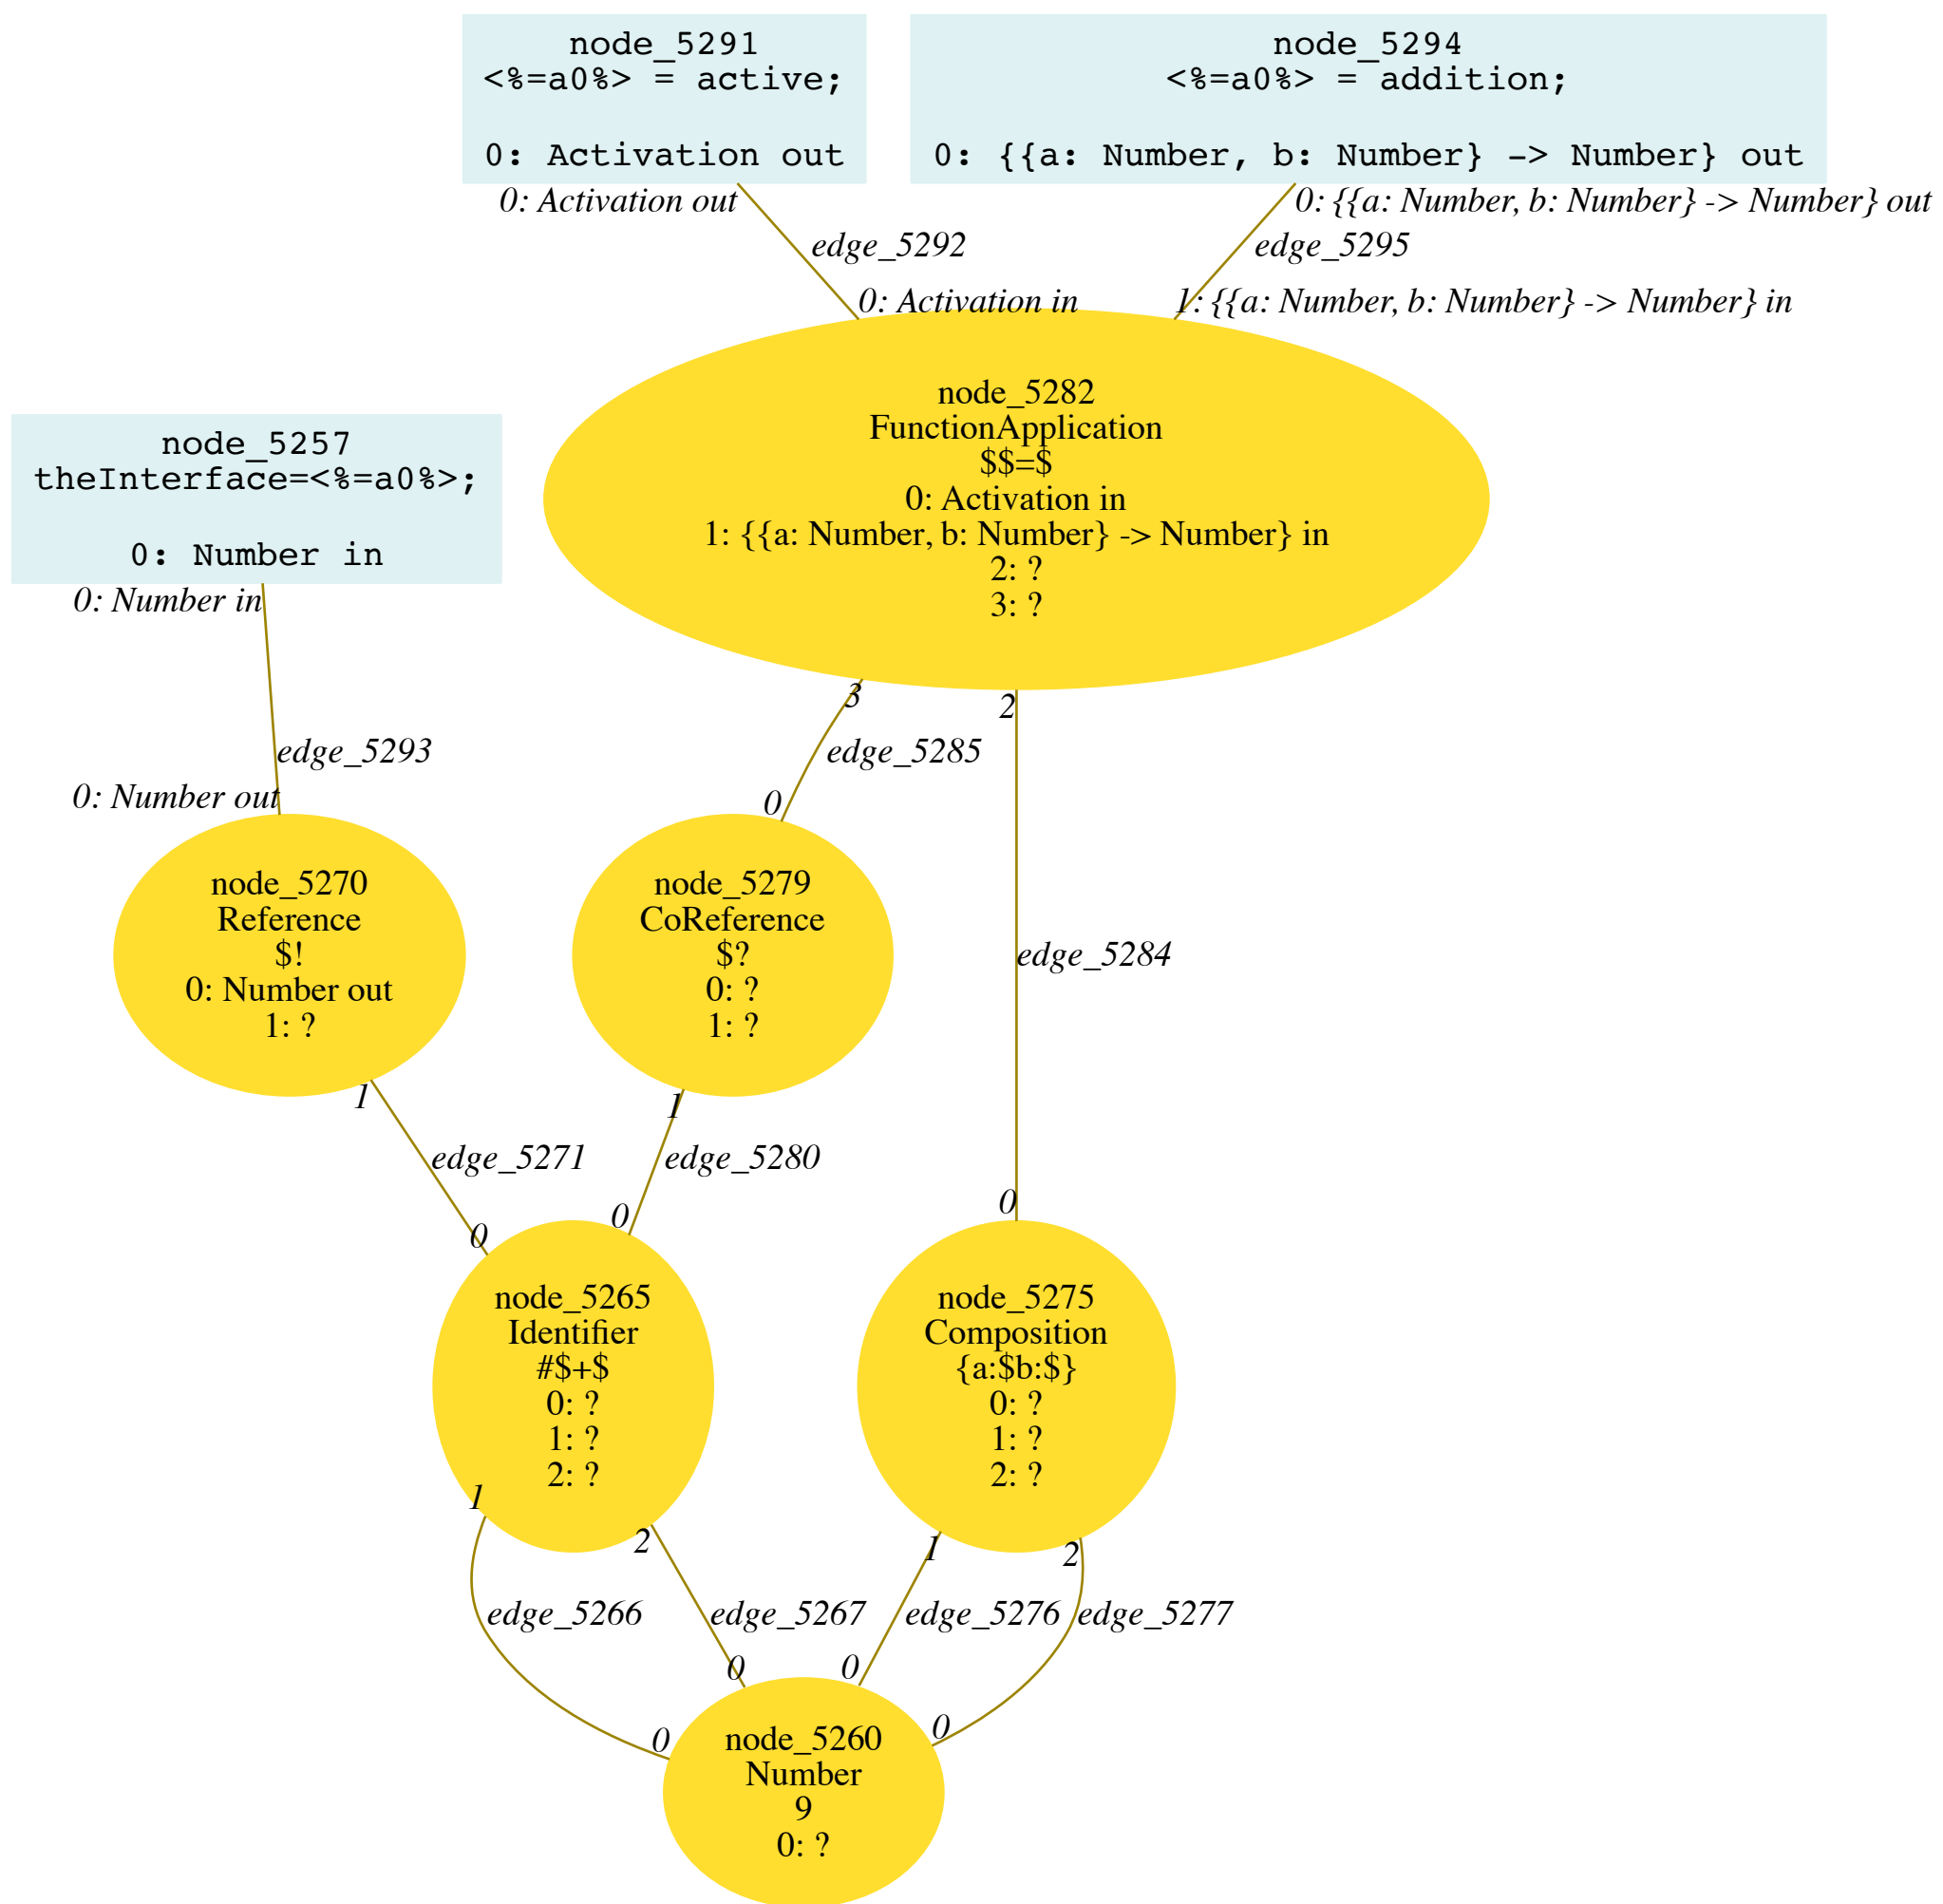 node_5291
<%=a0%> = active;
0: Activation out
node_5294
<%=a0%> = addition;
0: {{a: Number, b: Number} -> Number} out
0: Activation out
0: {{a: Number, b: Number} -> Number} out
edge_5292
edge_5295
0: Activation in
1: {{a: Number, b: Number} -> Number} in
node_5282
FunctionApplication
$$=$
0: Activation in
1: {{a: Number, b: Number} -> Number} in
2: ?
3: ?
node_5257
theInterface=<%=a0%>;
0: Number in
0: Number in
3
2
edge_5293
edge_5285
0: Number out
0
node_5270
Reference
$!
0: Number out
1: ?
node_5279
CoReference
$?
0: ?
1: ?
edge_5284
1
1
edge_5271
edge_5280
0
0
0
node_5265
Identifier
#$+$
0: ?
1: ?
2: ?
node_5275
Composition
{a:$b:$}
0: ?
1: ?
2: ?
1
2
1
2
edge_5266
edge_5267
edge_5276
edge_5277
0
0
0
0
node_5260
Number
9
0: ?